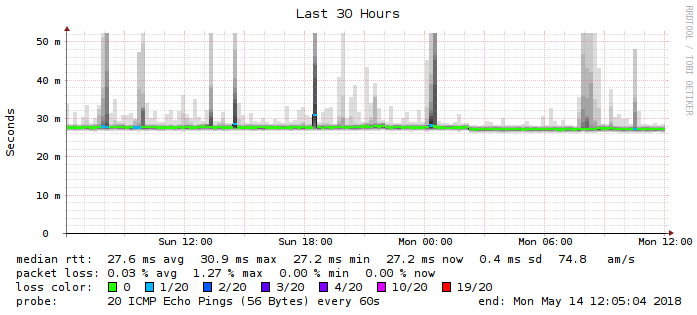 Last 30 Hours
RRDTOOL / TOBI OETIKER
Seconds
50 m
40 m
30 m
20 m
10 m
0
Sun 12:00 Sun 18:00 Mon 00:00 Mon 06:00 Mon 12:00
median rtt: 27.6 ms avg 30.9 ms max 27.2 ms min 27.2 ms now 0.4 ms sd 74.8 am/s
packet loss: 0.03 % avg 1.27 % max 0.00 % min 0.00 % now
loss color: 0 1/20 2/20 3/20 4/20 10/20 19/20
probe: 20 ICMP Echo Pings (56 Bytes) every 60s end: Mon May 14 12:05:04 2018